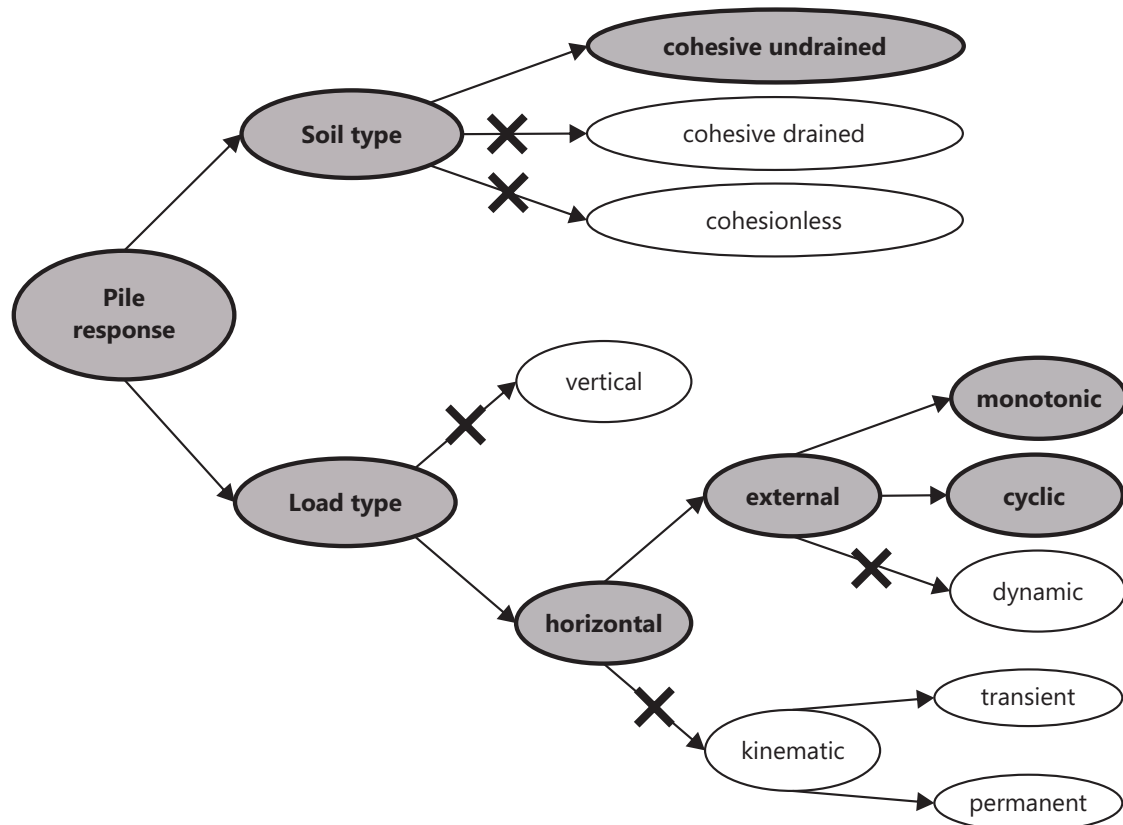 cohesive undrained
Soil type
cohesive drained
cohesionless
Pile
response
vertical
monotonic
Load type
external
cyclic
dynamic
horizontal
transient
kinematic
permanent